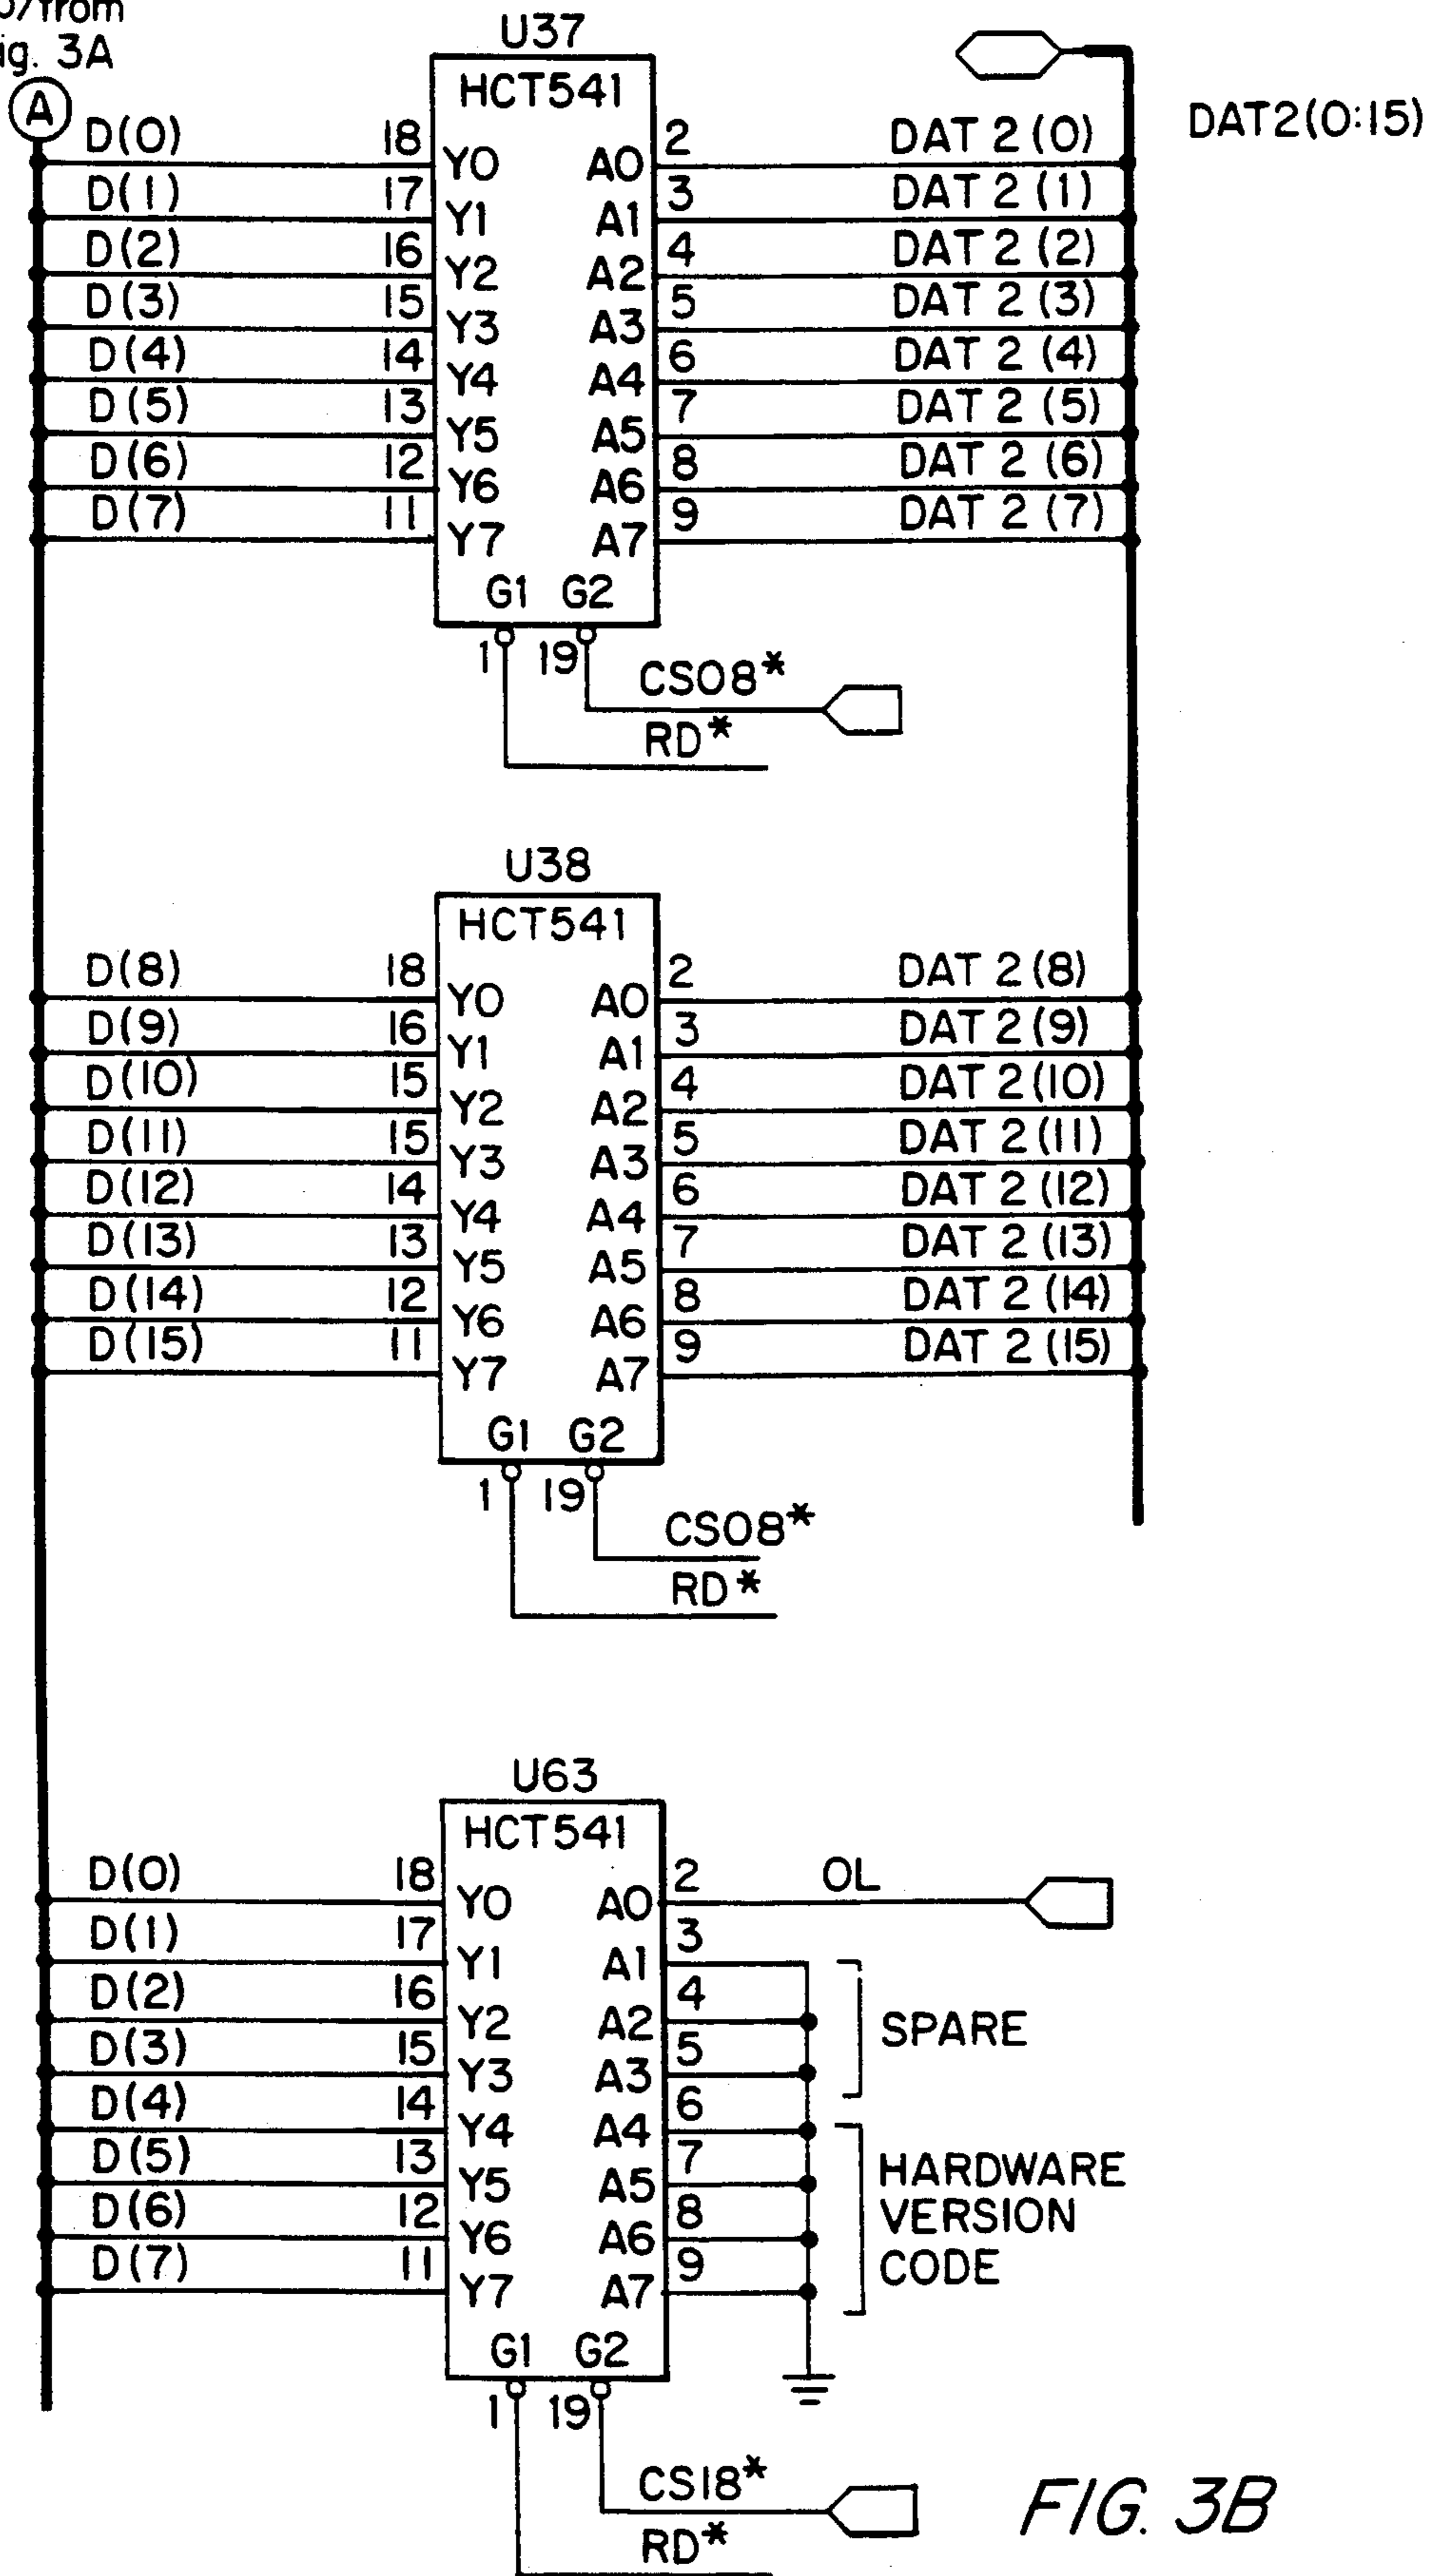 o/from
ig. 3A
A
U37
HCT541
DAT2(0:15)
D(0) 18 Y0 A0 2 DAT 2 (0)
D(1) 17 Y1 A1 3 DAT 2 (1)
D(2) 16 Y2 A2 4 DAT 2 (2)
D(3) 15 Y3 A3 5 DAT 2 (3)
D(4) 14 Y4 A4 6 DAT 2 (4)
D(5) 13 Y5 A5 7 DAT 2 (5)
D(6) 12 Y6 A6 8 DAT 2 (6)
D(7) 11 Y7 A7 9 DAT 2 (7)
G1 G2
1 19
CS08*
RD*
U38
HCT541
D(8) 18 Y0 A0 2 DAT 2 (8)
D(9) 16 Y1 A1 3 DAT 2 (9)
D(10) 15 Y2 A2 4 DAT 2 (10)
D(11) 15 Y3 A3 5 DAT 2 (11)
D(12) 14 Y4 A4 6 DAT 2 (12)
D(13) 13 Y5 A5 7 DAT 2 (13)
D(14) 12 Y6 A6 8 DAT 2 (14)
D(15) 11 Y7 A7 9 DAT 2 (15)
G1 G2
1 19
CS08*
RD*
U63
HCT541
D(0) 18 Y0 A0 2 OL
D(1) 17 Y1 A1 3
D(2) 16 Y2 A2 4
SPARE
D(3) 15 Y3 A3 5
D(4) 14 Y4 A4 6
D(5) 13 Y5 A5 7
D(6) 12 Y6 A6 8
D(7) 11 Y7 A7 9
HARDWARE
VERSION
CODE
G1 G2
1 19
CS18*
RD*
FIG. 3B